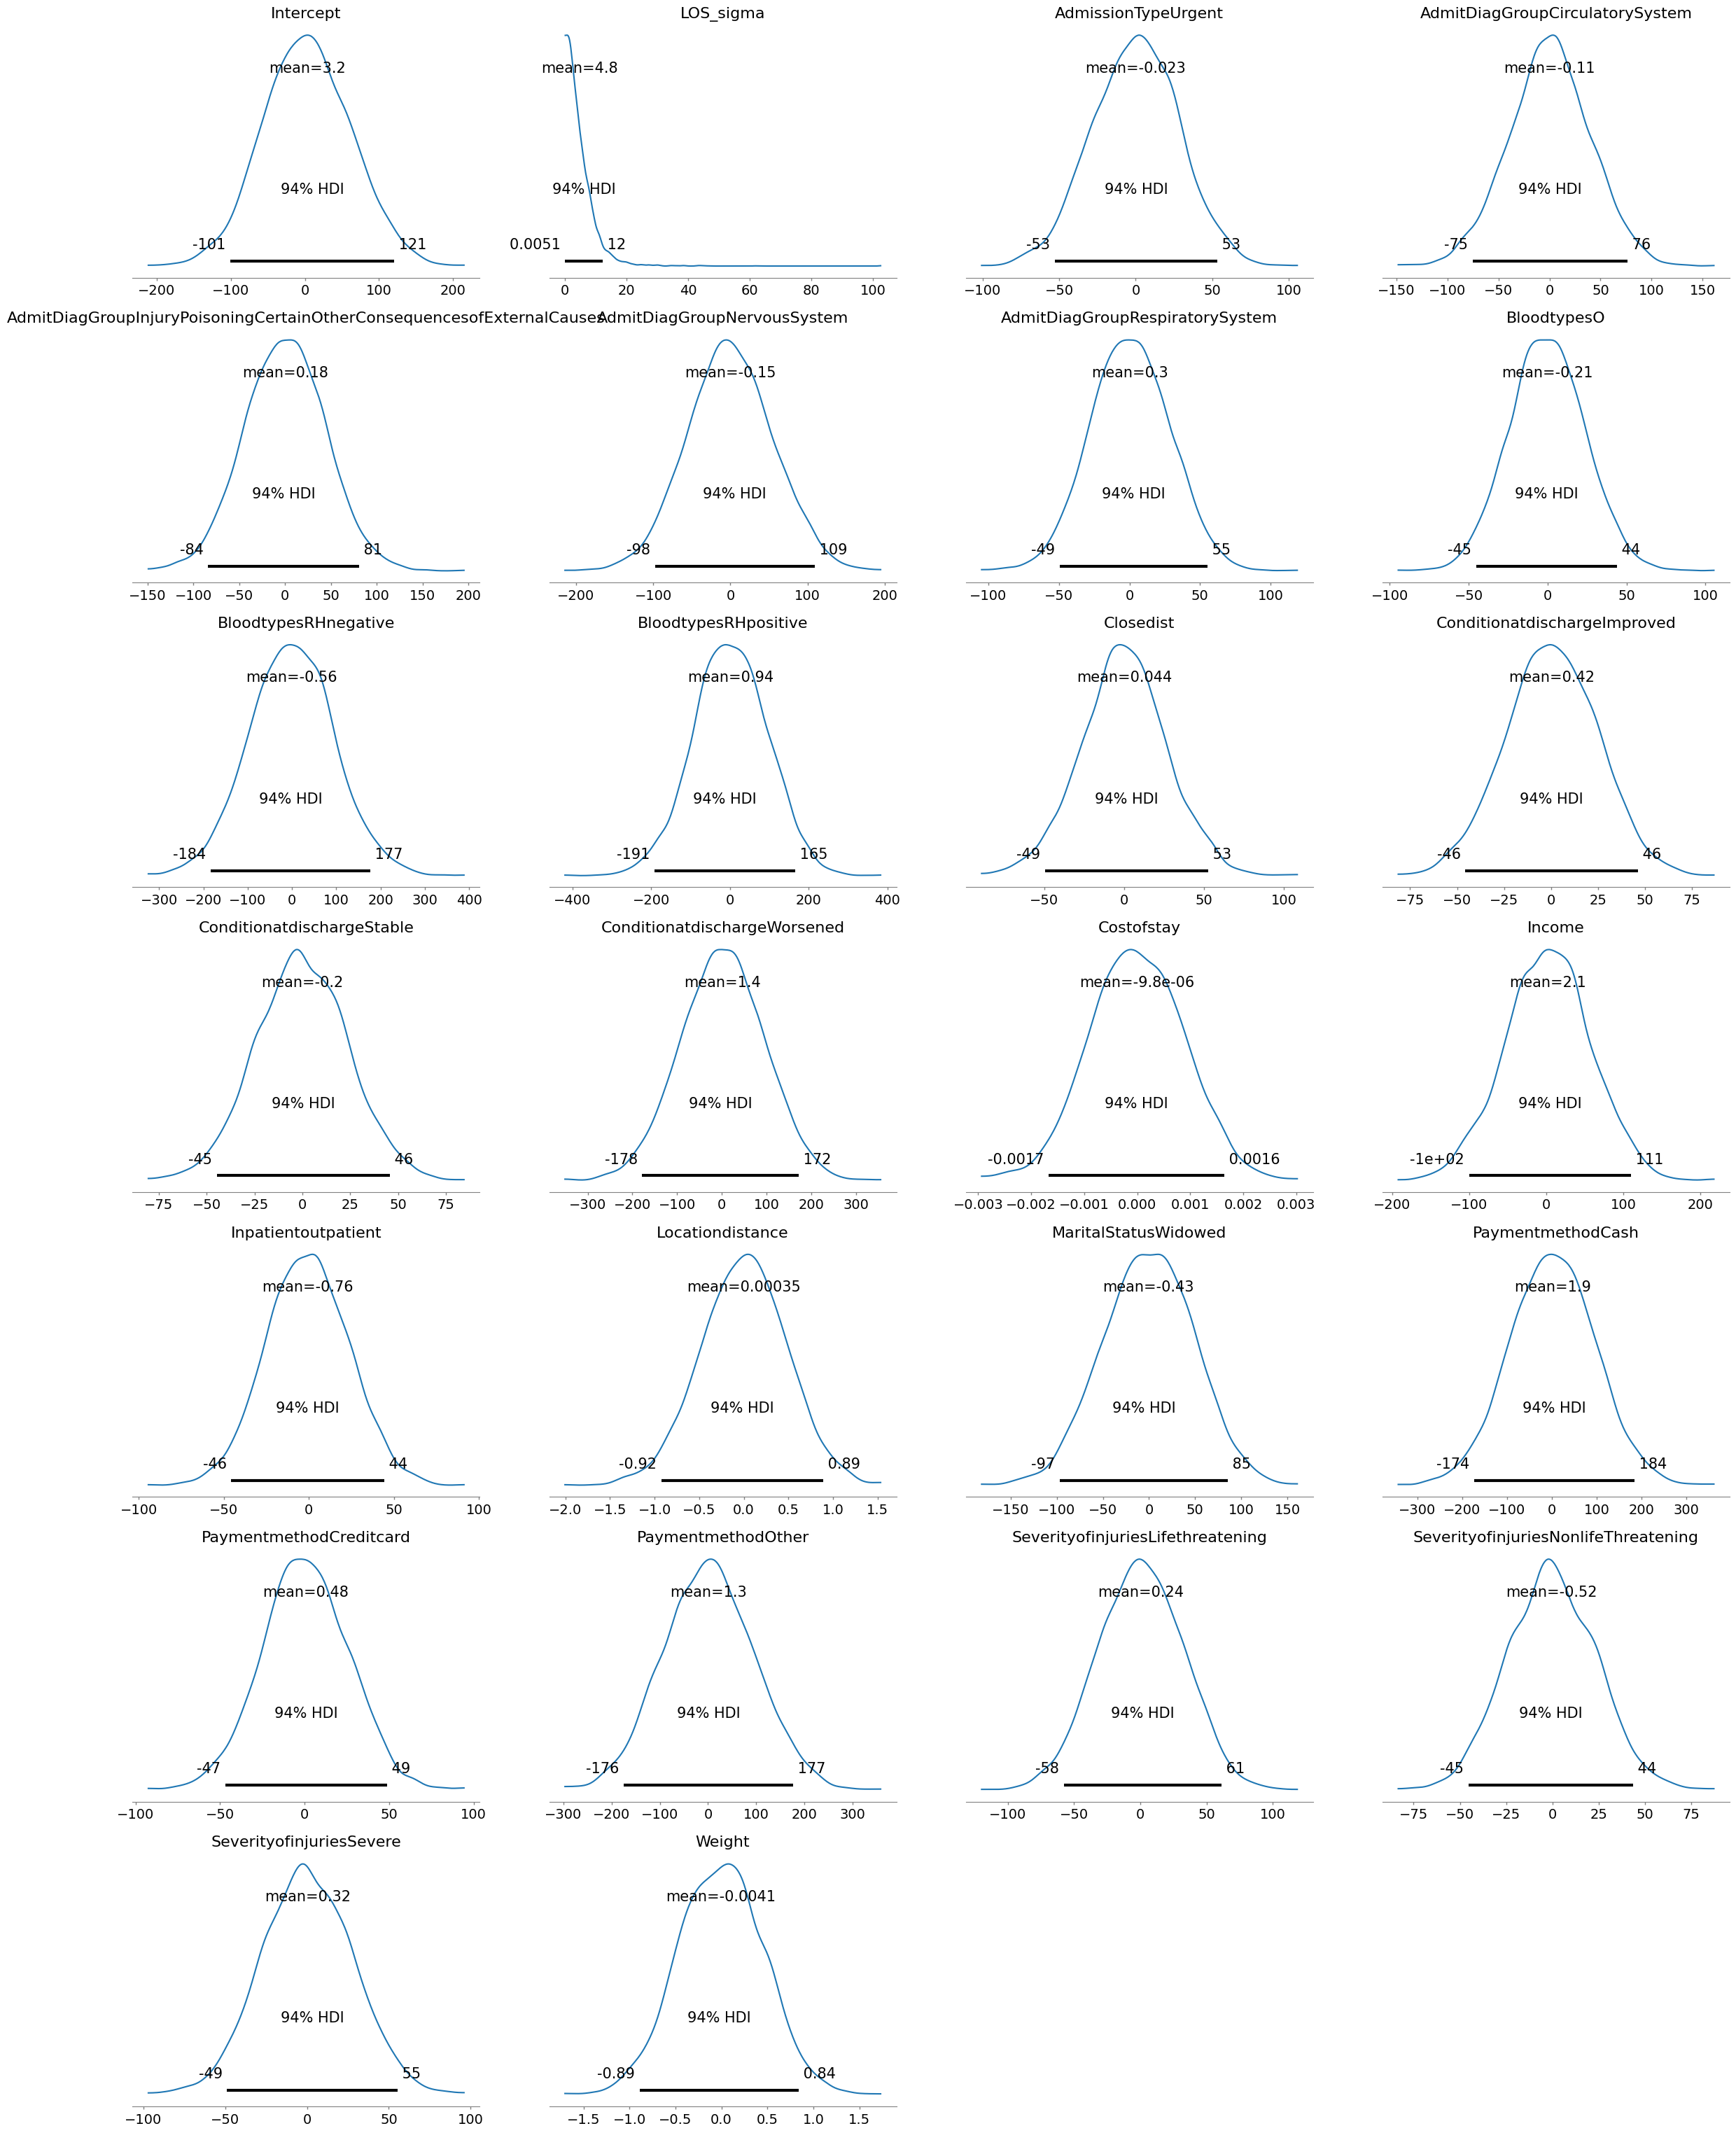 Intercept
mean=3.2
94% HDI
-101 121
−200 −100 0 100 200
LOS_sigma
mean=4.8
94% HDI
0.0051 12
0 20 40 60 80 100
AdmissionTypeUrgent
mean=-0.023
94% HDI
-53 53
−100 −50 0 50 100
AdmitDiagGroupCirculatorySystem
mean=-0.11
94% HDI
-75 76
−150 −100 −50 0 50 100 150
AdmitDiagGroupInjuryPoisoningCertainOtherConsequencesofExternalCauses
mean=0.18
94% HDI
-84 81
−150 −100 −50 0 50 100 150 200
AdmitDiagGroupNervousSystem
mean=-0.15
94% HDI
-98 109
−200 −100 0 100 200
AdmitDiagGroupRespiratorySystem
mean=0.3
94% HDI
-49 55
−100 −50 0 50 100
BloodtypesO
mean=-0.21
94% HDI
-45 44
−100 −50 0 50 100
BloodtypesRHnegative
mean=-0.56
94% HDI
-184 177
−300 −200 −100 0 100 200 300 400
BloodtypesRHpositive
mean=0.94
94% HDI
-191 165
−400 −200 0 200 400
Closedist
mean=0.044
94% HDI
-49 53
−50 0 50 100
ConditionatdischargeImproved
mean=0.42
94% HDI
-46 46
−75 −50 −25 0 25 50 75
ConditionatdischargeStable
mean=-0.2
94% HDI
-45 46
−75 −50 −25 0 25 50 75
ConditionatdischargeWorsened
mean=1.4
94% HDI
-178 172
−300 −200 −100 0 100 200 300
Costofstay
mean=-9.8e-06
94% HDI
-0.0017 0.0016
−0.003 −0.002 −0.001 0.000 0.001 0.002 0.003
Income
mean=2.1
94% HDI
-1e+02 111
−200 −100 0 100 200
Inpatientoutpatient
mean=-0.76
94% HDI
-46 44
−100 −50 0 50 100
Locationdistance
mean=0.00035
94% HDI
-0.92 0.89
−2.0 −1.5 −1.0 −0.5 0.0 0.5 1.0 1.5
MaritalStatusWidowed
mean=-0.43
94% HDI
-97 85
−150 −100 −50 0 50 100 150
PaymentmethodCash
mean=1.9
94% HDI
-174 184
−300 −200 −100 0 100 200 300
PaymentmethodCreditcard
mean=0.48
94% HDI
-47 49
−100 −50 0 50 100
PaymentmethodOther
mean=1.3
94% HDI
-176 177
−300 −200 −100 0 100 200 300
SeverityofinjuriesLifethreatening
mean=0.24
94% HDI
-58 61
−100 −50 0 50 100
SeverityofinjuriesNonlifeThreatening
mean=-0.52
94% HDI
-45 44
−75 −50 −25 0 25 50 75
SeverityofinjuriesSevere
mean=0.32
94% HDI
-49 55
−100 −50 0 50 100
Weight
mean=-0.0041
94% HDI
-0.89 0.84
−1.5 −1.0 −0.5 0.0 0.5 1.0 1.5